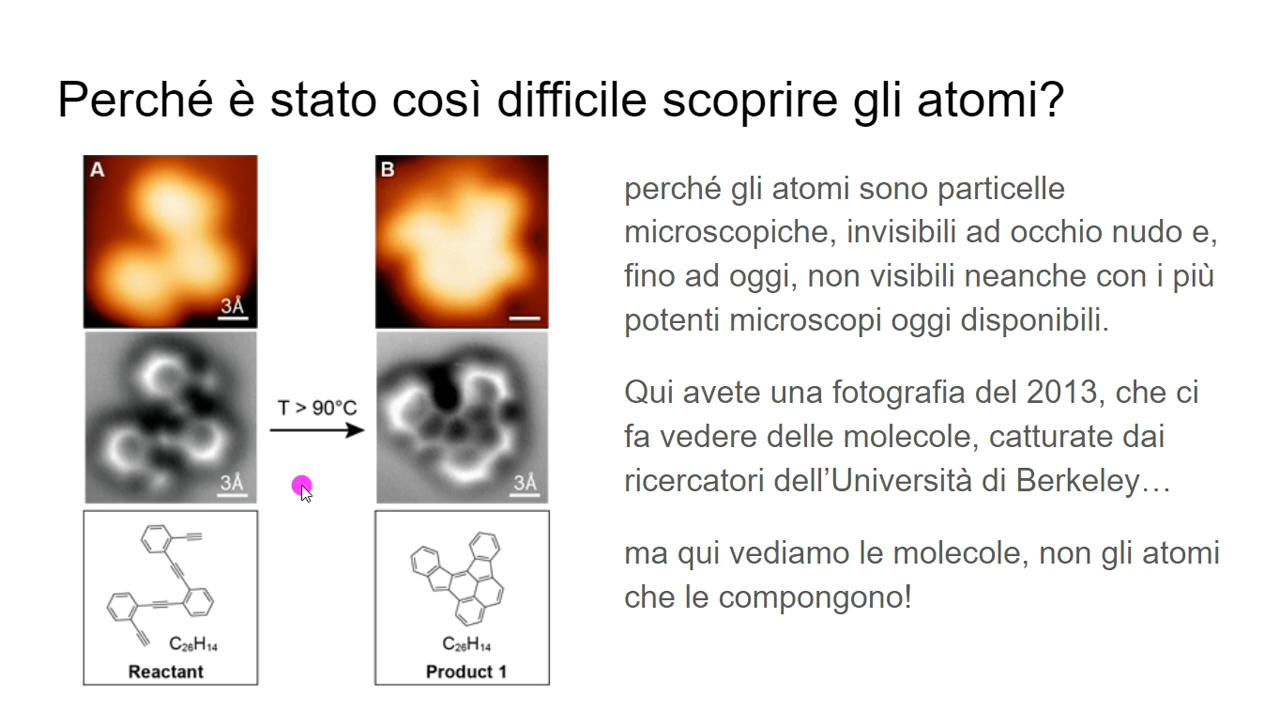 Perché è stato così difficile scoprire gli atomi?
A
3Å
B
3Å
T > 90°C
3Å
C26H14
Reactant
C26H14
Product 1
perché gli atomi sono particelle
microscopiche, invisibili ad occhio nudo e,
fino ad oggi, non visibili neanche con i più
potenti microscopi oggi disponibili.
Qui avete una fotografia del 2013, che ci
fa vedere delle molecole, catturate dai
ricercatori dell’Università di Berkeley…
ma qui vediamo le molecole, non gli atomi
che le compongono!